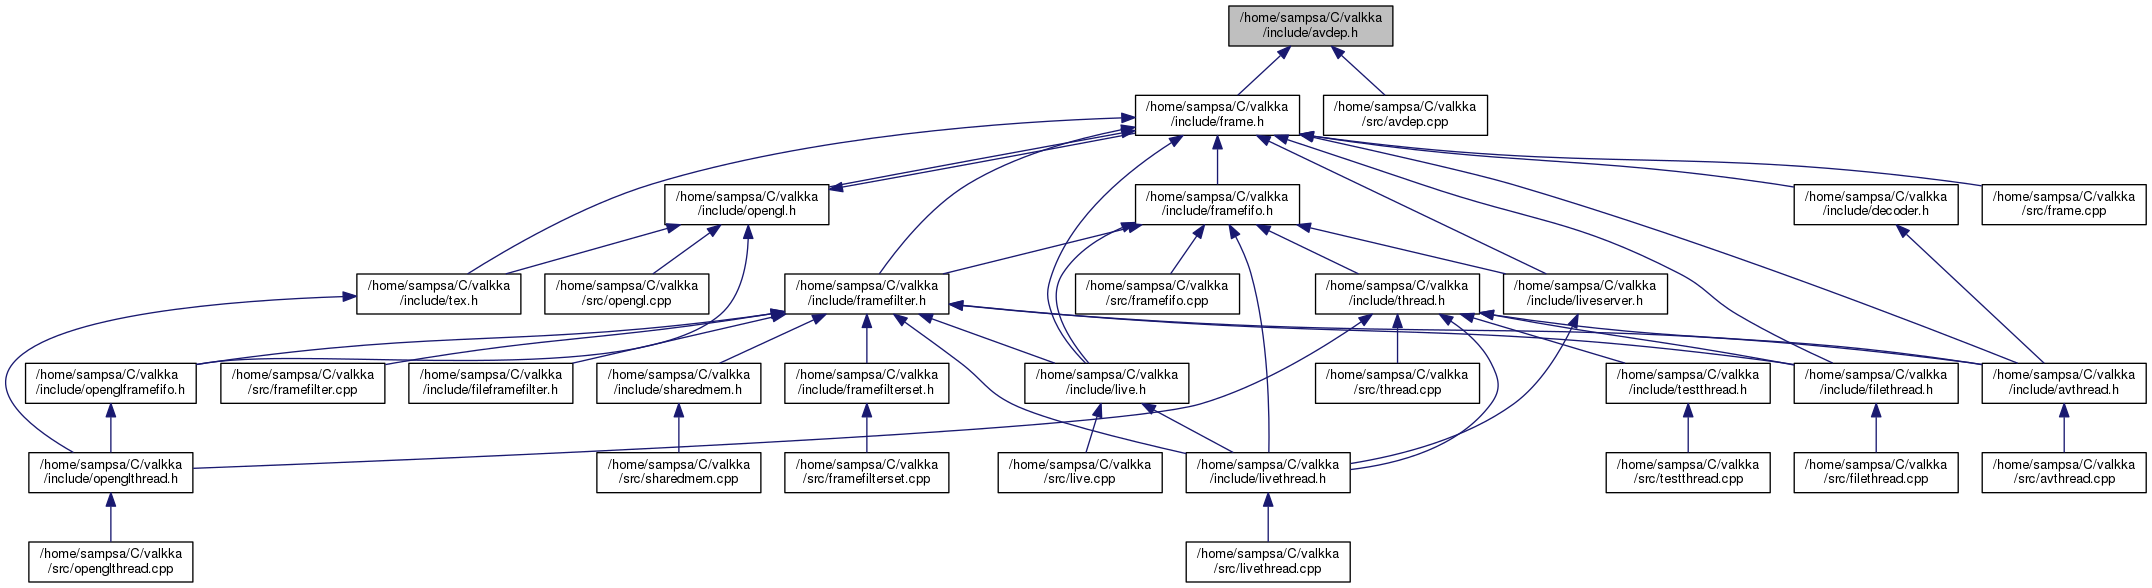 /home/sampsa/C/valkka
/include/avdep.h
/home/sampsa/C/valkka
/include/frame.h
/home/sampsa/C/valkka
/src/avdep.cpp
/home/sampsa/C/valkka
/include/opengl.h
/home/sampsa/C/valkka
/include/framefifo.h
/home/sampsa/C/valkka
/include/decoder.h
/home/sampsa/C/valkka
/src/frame.cpp
/home/sampsa/C/valkka
/include/tex.h
/home/sampsa/C/valkka
/src/opengl.cpp
/home/sampsa/C/valkka
/include/framefilter.h
/home/sampsa/C/valkka
/src/framefifo.cpp
/home/sampsa/C/valkka
/include/thread.h
/home/sampsa/C/valkka
/include/liveserver.h
/home/sampsa/C/valkka
/include/openglframefifo.h
/home/sampsa/C/valkka
/src/framefilter.cpp
/home/sampsa/C/valkka
/include/fileframefilter.h
/home/sampsa/C/valkka
/include/sharedmem.h
/home/sampsa/C/valkka
/include/framefilterset.h
/home/sampsa/C/valkka
/include/live.h
/home/sampsa/C/valkka
/src/thread.cpp
/home/sampsa/C/valkka
/include/testthread.h
/home/sampsa/C/valkka
/include/filethread.h
/home/sampsa/C/valkka
/include/avthread.h
/home/sampsa/C/valkka
/include/openglthread.h
/home/sampsa/C/valkka
/src/sharedmem.cpp
/home/sampsa/C/valkka
/src/framefilterset.cpp
/home/sampsa/C/valkka
/src/live.cpp
/home/sampsa/C/valkka
/include/livethread.h
/home/sampsa/C/valkka
/src/testthread.cpp
/home/sampsa/C/valkka
/src/filethread.cpp
/home/sampsa/C/valkka
/src/avthread.cpp
/home/sampsa/C/valkka
/src/openglthread.cpp
/home/sampsa/C/valkka
/src/livethread.cpp